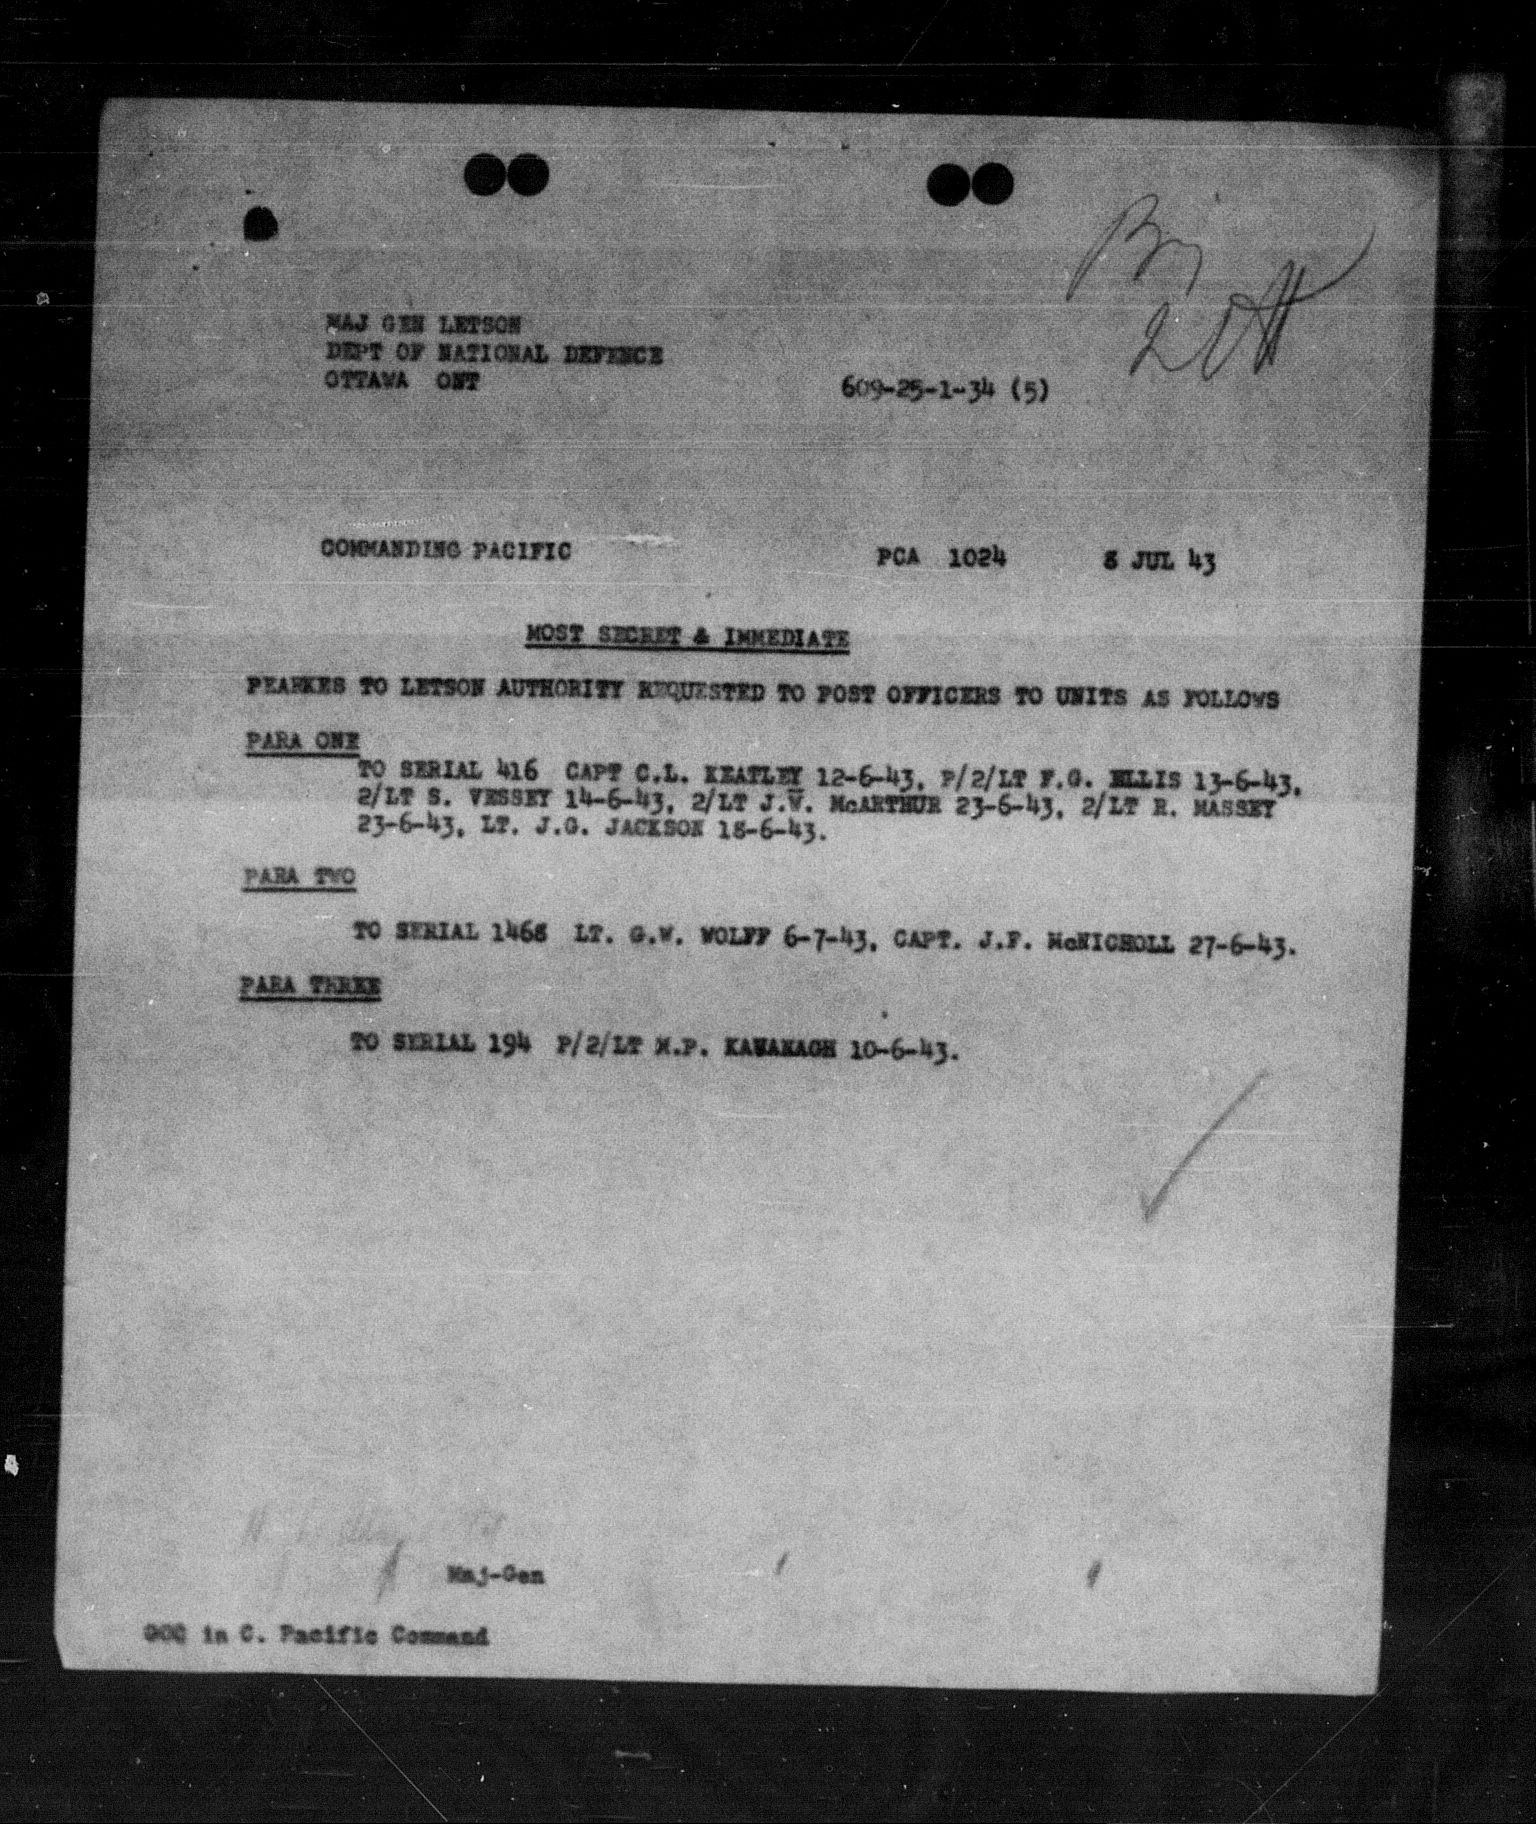 MAJ GEN LETSON
DEPT OF NATIONAL DEFENCE
OTTAWA ONT
609-25-1-34 (5)
COMMANDING PACIFIC PCA 1024 8 JUL 43
MOST SECRET & IMMEDIATE
PEARKES TO LETSON AUTHORITY REQUESTED TO POST OFFICERS TO UNITS AS FOLLOWS
PARA ONE
TO SERIAL 416 CAPT C.L. KEATLEY 12-6-43, P/2/LT F.G. ELLIS 13-6-43,
2/LT S. VESSEY 14-6-43, 2/LT J.W. McARTHUR 23-6-43, 2/LT R. MASSEY
23-6-43, LT. J.G. JACKSON 18-6-43.
PARA TWO
TO SERIAL 1468 LT. G.W. WOLFF 6-7-43, CAPT. J.F. McNICHOLL 27-6-43.
PARA THREE
TO SERIAL 194 P/2/LT M.P. KAVANAGH 10-6-43.
Maj-Gen
GOC in C. Pacific Command